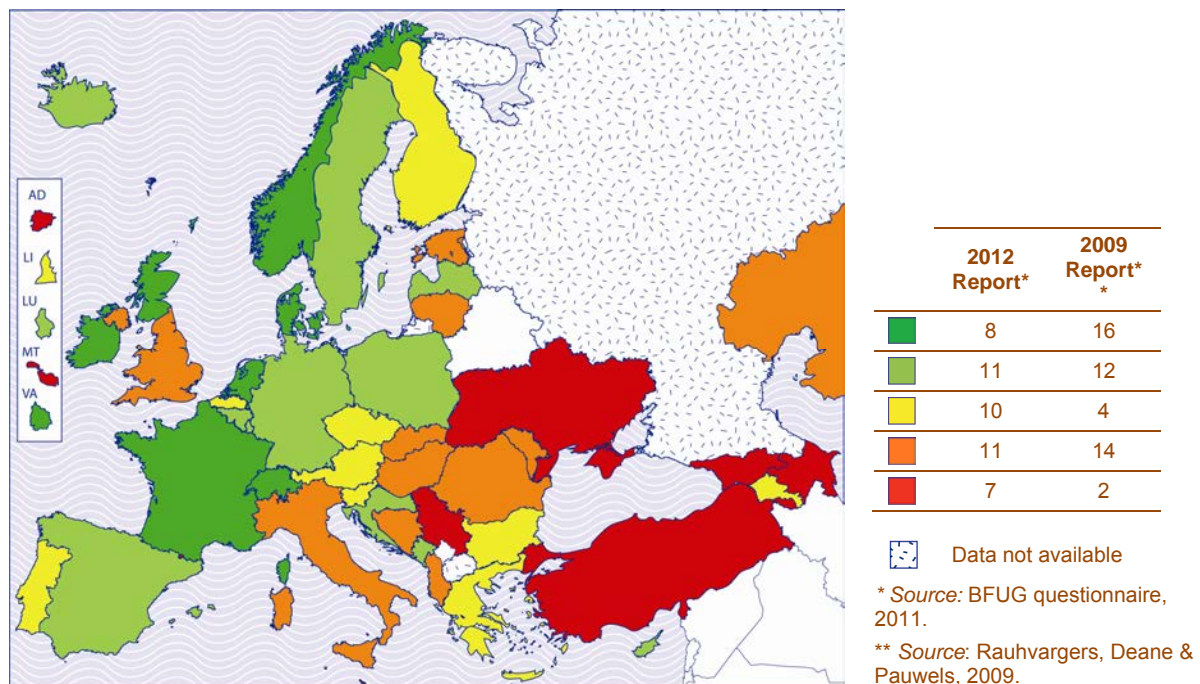 AD
LI
LU
MT
VA
2012 2009
Report* Report*
*
8 16
11 12
10 4
11 14
7 2
Data not available
* Source: BFUG questionnaire,
2011.
** Source: Rauhvargers, Deane &
Pauwels, 2009.